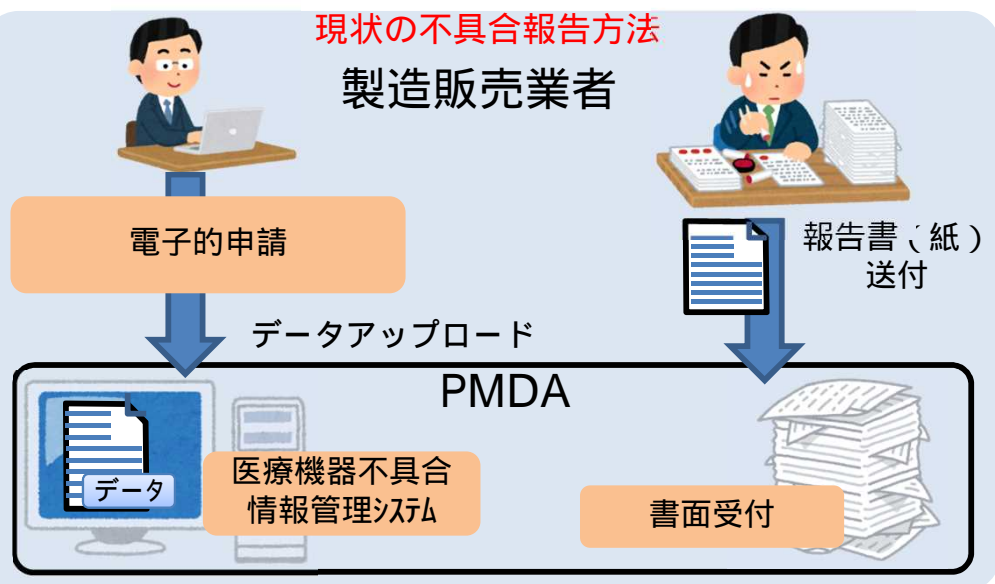 現状の不具合報告方法
製造販売業者
電子的申請
報告書（紙）
送付
データアップロード
PMDA
データ
医療機器不具合
情報管理ｼｽﾃﾑ
書面受付